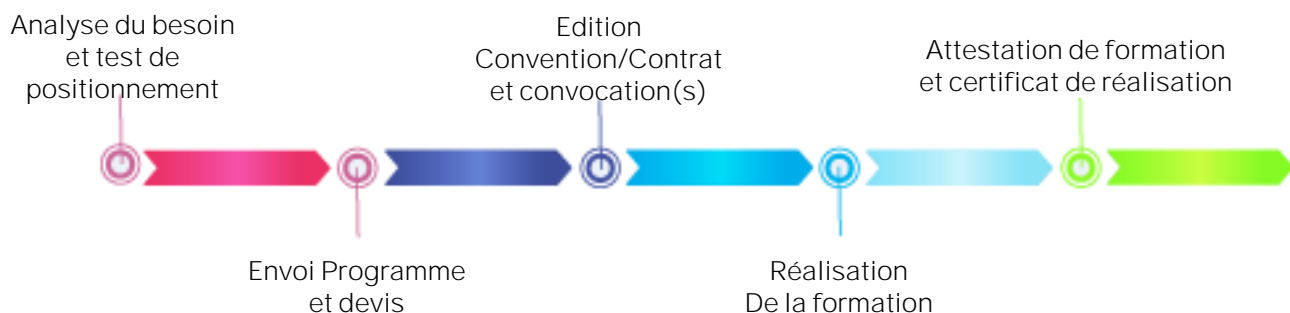 Analyse du besoin
et test de
positionnement
Envoi Programme
et devis
Edition
Convention/Contrat
et convocation(s)
Réalisation
De la formation
Attestation de formation
et certificat de réalisation